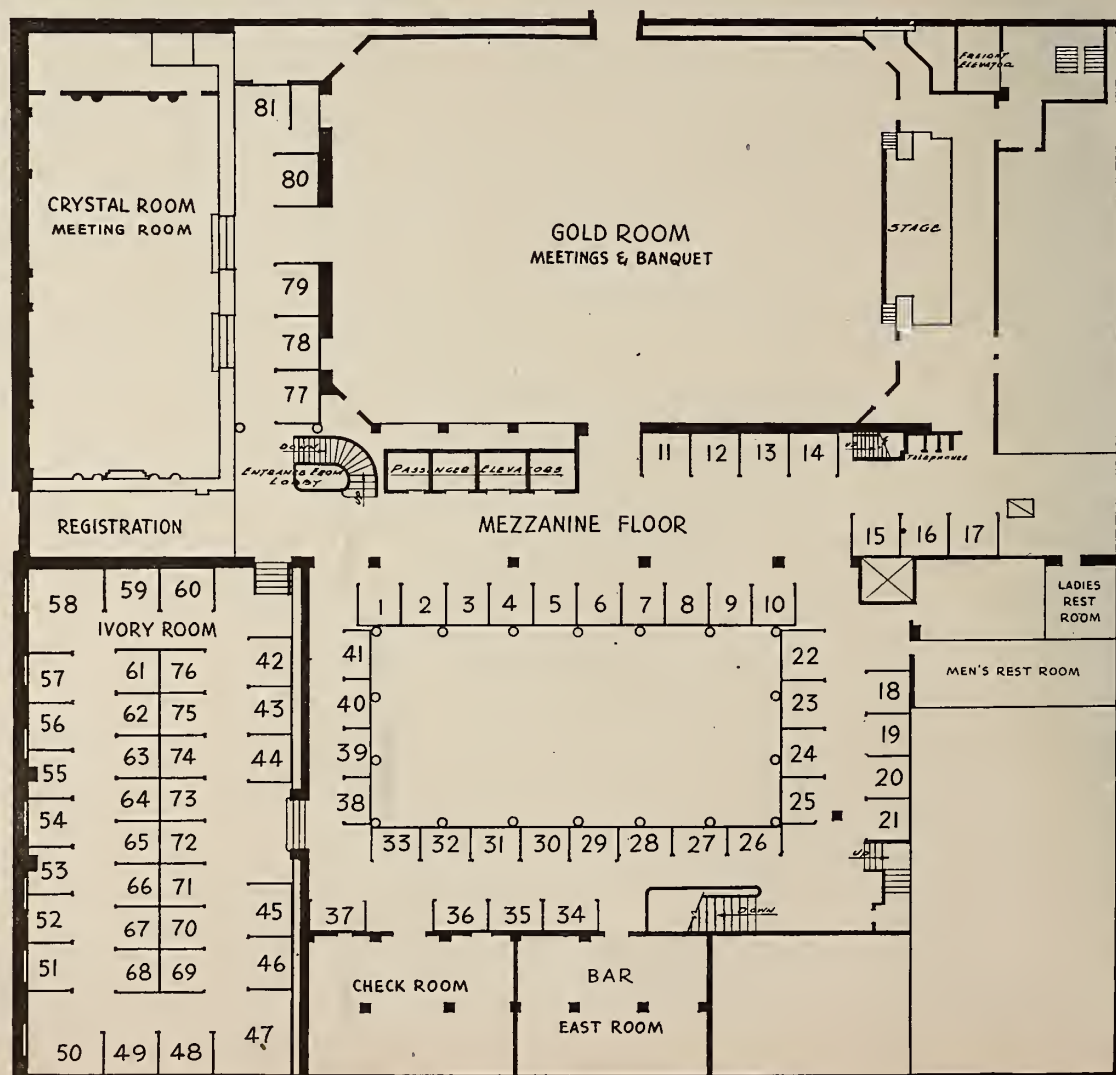 FREIGHT
ELEVATOR
81
80
CRYSTAL ROOM
MEETING ROOM
GOLD ROOM
MEETINGS & BANQUET
STAGE
79
78
77
DOWN
ENTRANCE FROM
LOBBY
UP
PASSENGER ELEVATORS
11 12 13 14
UP
TELEPHONES
REGISTRATION
MEZZANINE FLOOR
15 16 17
58 59 60
IVORY ROOM
1 2 3 4 5 6 7 8 9 10
LADIES
REST
ROOM
MEN'S REST ROOM
57 61 76 42
56 62 75 43
55 63 74 44
54 64 73
53 65 72
52 66 71 45
51 67 70 46
68 69
50 49 48 47
41 22
40 23
39 24
38 25
18
19
20
21
UP
33 32 31 30 29 28 27 26
37 36 35 34
DOWN
CHECK ROOM
BAR
EAST ROOM